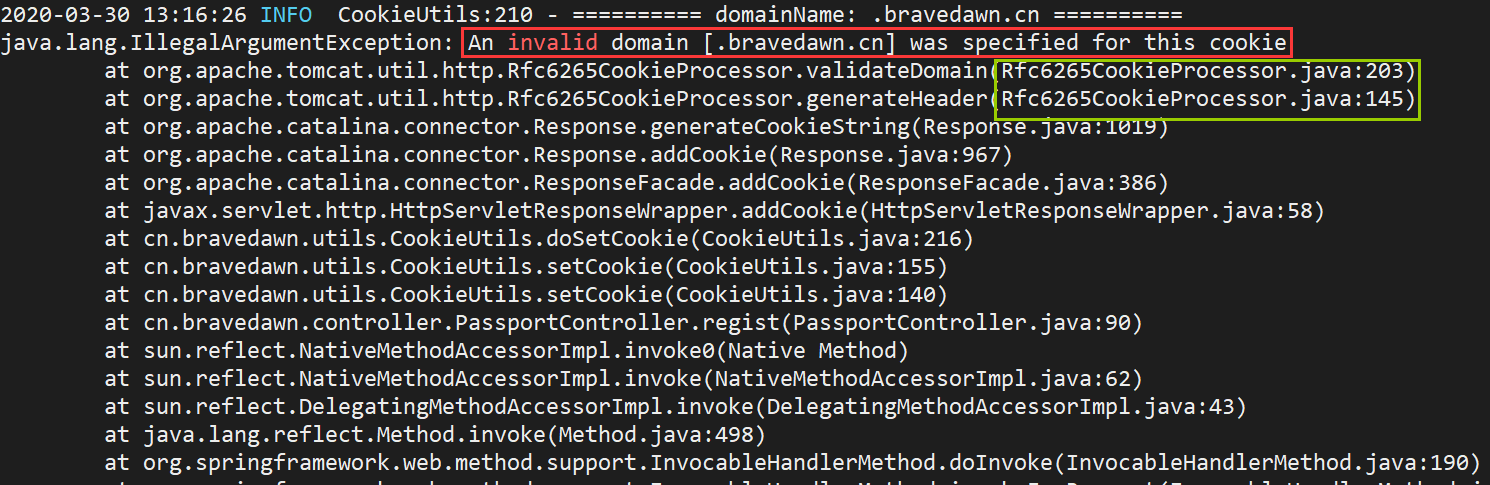 2020-03-30 13:16:26 INFO  CookieUtils:210 - ========== domainName: .bravedawn.cn ==========
java.lang.IllegalArgumentException: An invalid domain [.bravedawn.cn] was specified for this cookie
at org.apache.tomcat.util.http.Rfc6265CookieProcessor.validateDomain(Rfc6265CookieProcessor.java:203)
at org.apache.tomcat.util.http.Rfc6265CookieProcessor.generateHeader(Rfc6265CookieProcessor.java:145)
at org.apache.catalina.connector.Response.generateCookieString(Response.java:1019)
at org.apache.catalina.connector.Response.addCookie(Response.java:967)
at org.apache.catalina.connector.ResponseFacade.addCookie(ResponseFacade.java:386)
at javax.servlet.http.HttpServletResponseWrapper.addCookie(HttpServletResponseWrapper.java:58)
at cn.bravedawn.utils.CookieUtils.doSetCookie(CookieUtils.java:216)
at cn.bravedawn.utils.CookieUtils.setCookie(CookieUtils.java:155)
at cn.bravedawn.utils.CookieUtils.setCookie(CookieUtils.java:140)
at cn.bravedawn.controller.PassportController.regist(PassportController.java:90)
at sun.reflect.NativeMethodAccessorImpl.invoke0(Native Method)
at sun.reflect.NativeMethodAccessorImpl.invoke(NativeMethodAccessorImpl.java:62)
at sun.reflect.DelegatingMethodAccessorImpl.invoke(DelegatingMethodAccessorImpl.java:43)
at java.lang.reflect.Method.invoke(Method.java:498)
at org.springframework.web.method.support.InvocableHandlerMethod.doInvoke(InvocableHandlerMethod.java:190)